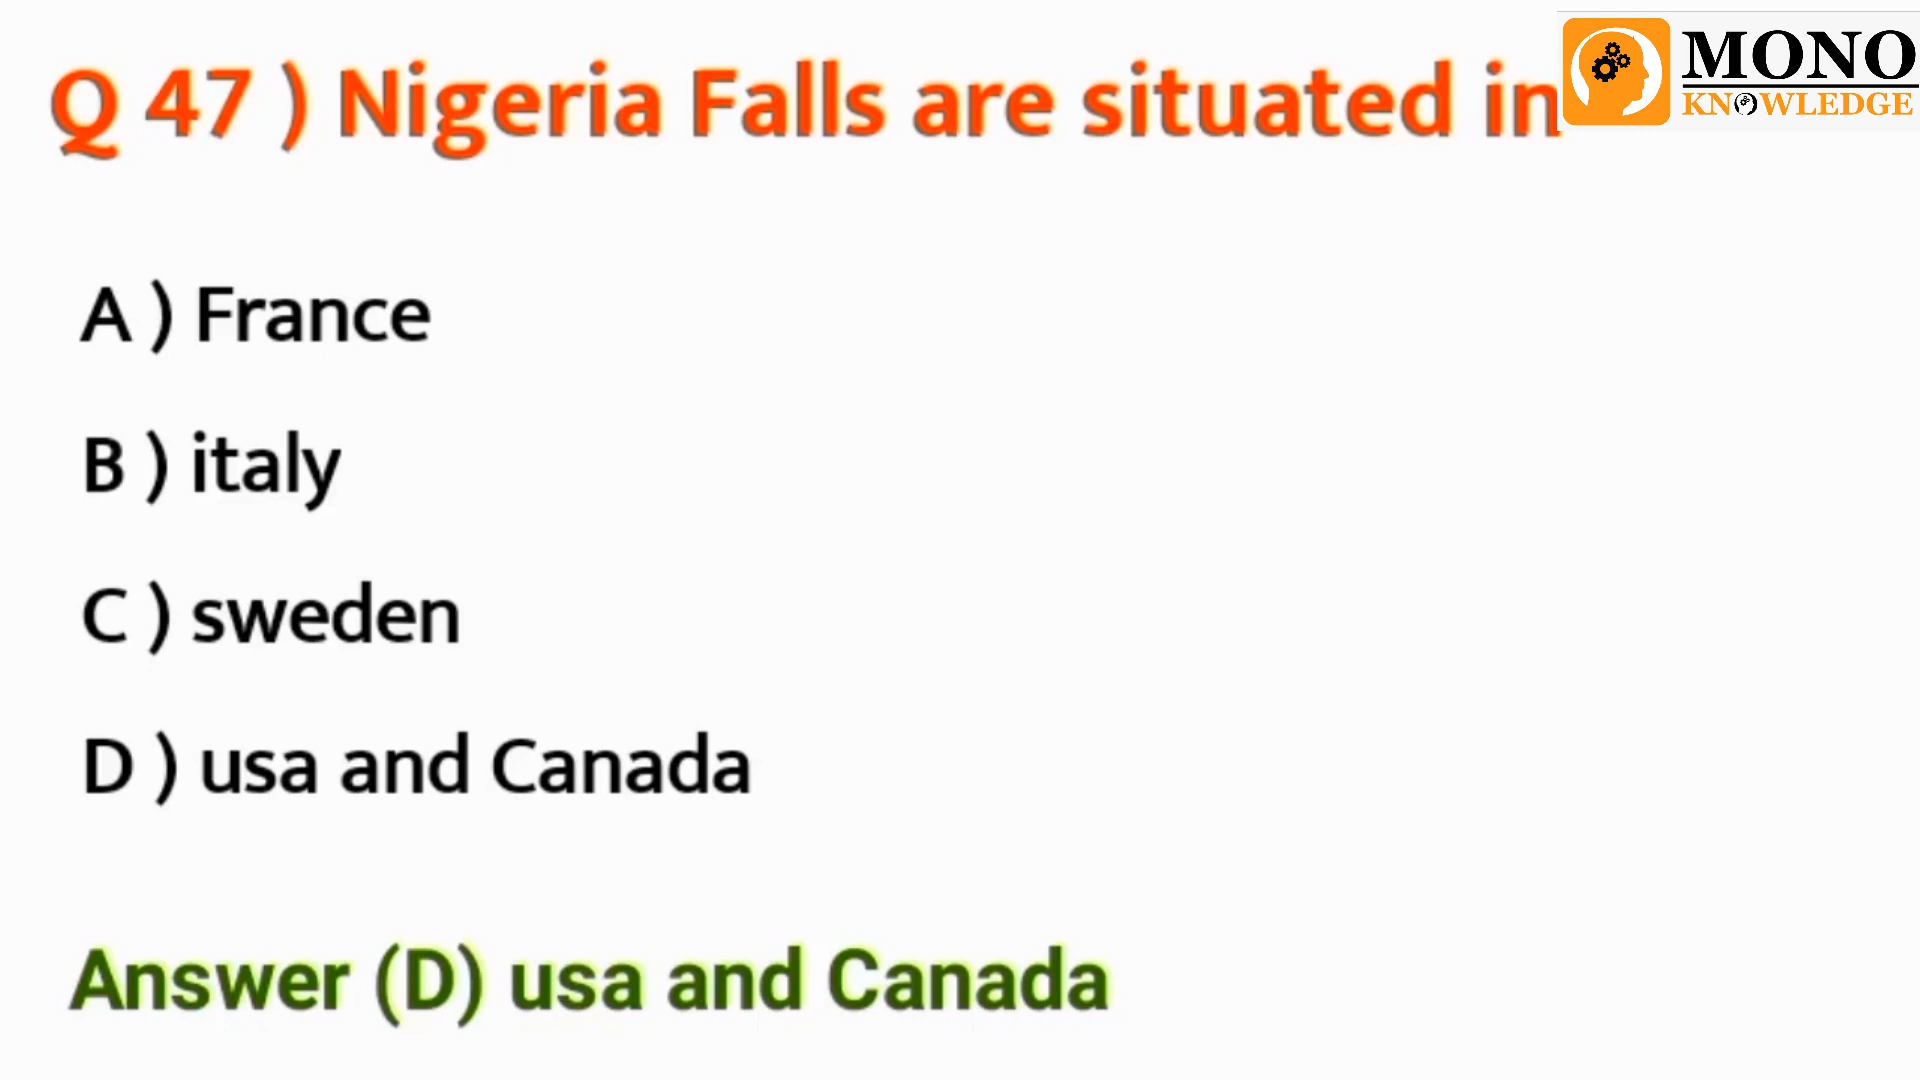 Q 47 ) Nigeria Falls are situated in
MONO
KNOWLEDGE
A ) France
B ) italy
C ) sweden
D ) usa and Canada
Answer (D) usa and Canada